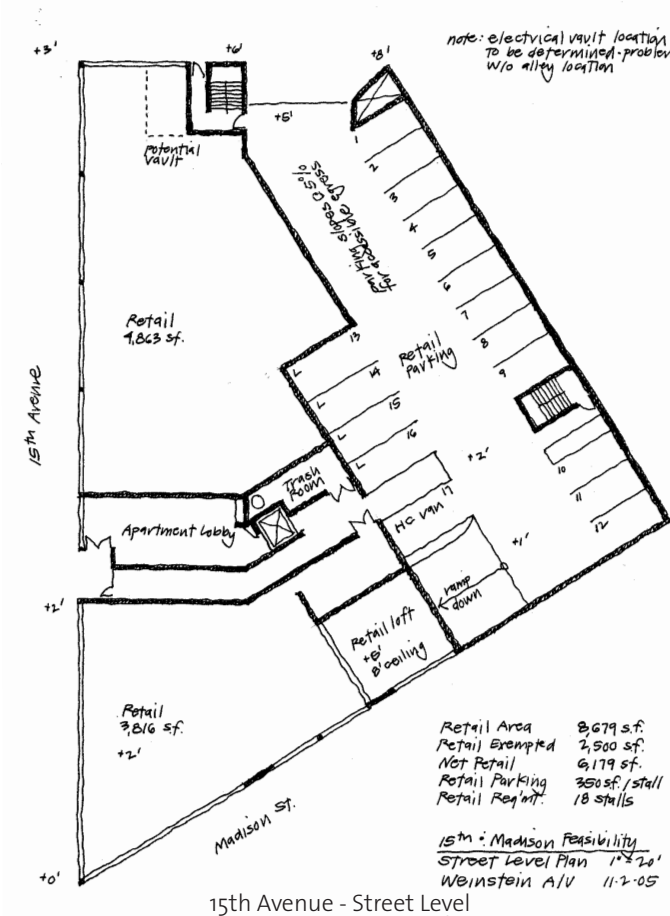 +3'
+6'
+8'
note: electrical vault location
To be determined-problem
w/o alley location
+5'
potential
vault
parking slopes @ 5%
for accessible egress
1
2
3
4
5
6
7
8
9
Retail
4,863 sf.
13
Retail
parking
L
14
L
15
L
16
L
15th Avenue
+2'
10
11
12
Trash
Room
17
HC van
Apartment Lobby
+1'
ramp
down
+2'
Retail loft
+5'
8' ceiling
Retail
3,816 s.f.
+2'
Madison St.
+0'
Retail Area 8,679 s.f.
Retail Exempted 2,500 sf.
Net Retail 6,179 sf.
Retail Parking 350 sf./stall
Retail Req'mt. 18 stalls
15th : Madison Feasibility
Street Level Plan 1"=20'
Weinstein A/U 11-2-05
15th Avenue - Street Level